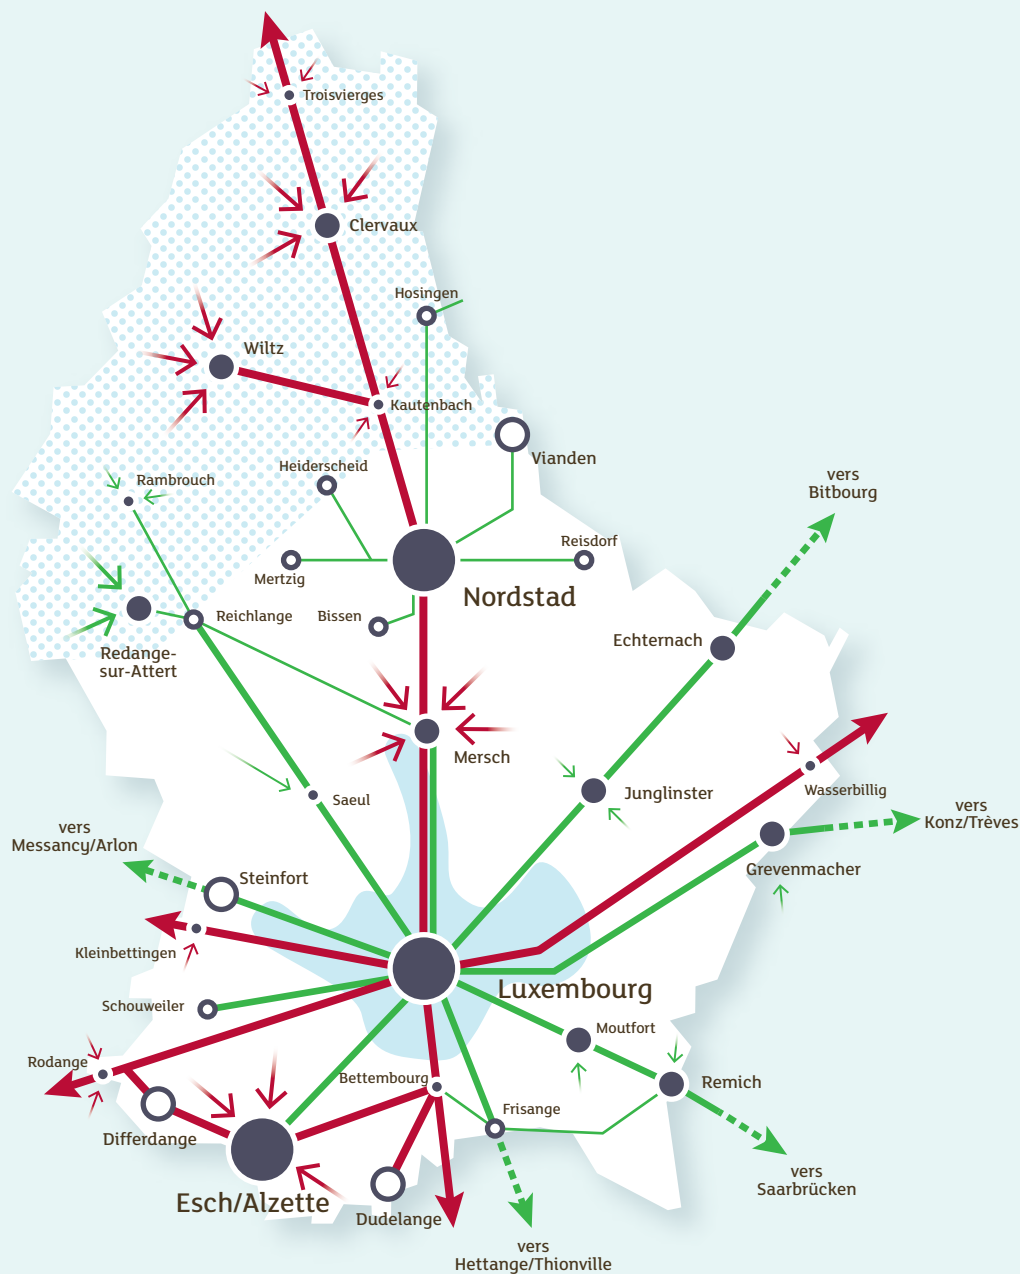 Troisvierges
Clervaux
Hosingen
Wiltz
Kautenbach
Vianden
Heiderscheid
Rambrouch
vers
Bitbourg
Reisdorf
Mertzig
Nordstad
Bissen
Reichlange
Echternach
Redange-
sur-Attert
Mersch
Wasserbillig
Junglinster
Saeul
vers
Konz/Trèves
vers
Messancy/Arlon
Grevenmacher
Steinfort
Kleinbettingen
Luxembourg
Schouweiler
Moutfort
Rodange
Bettembourg
Remich
Frisange
Differdange
vers
Saarbrücken
Esch/Alzette
Dudelange
vers
Hettange/Thionville